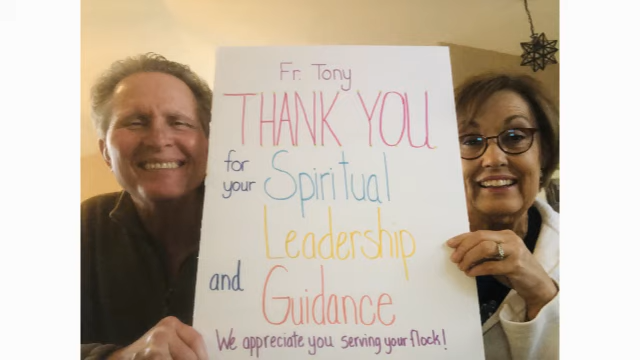 Fr. Tony
THANK YOU
for your Spiritual
Leadership
and Guidance
We appreciate you serving your flock!